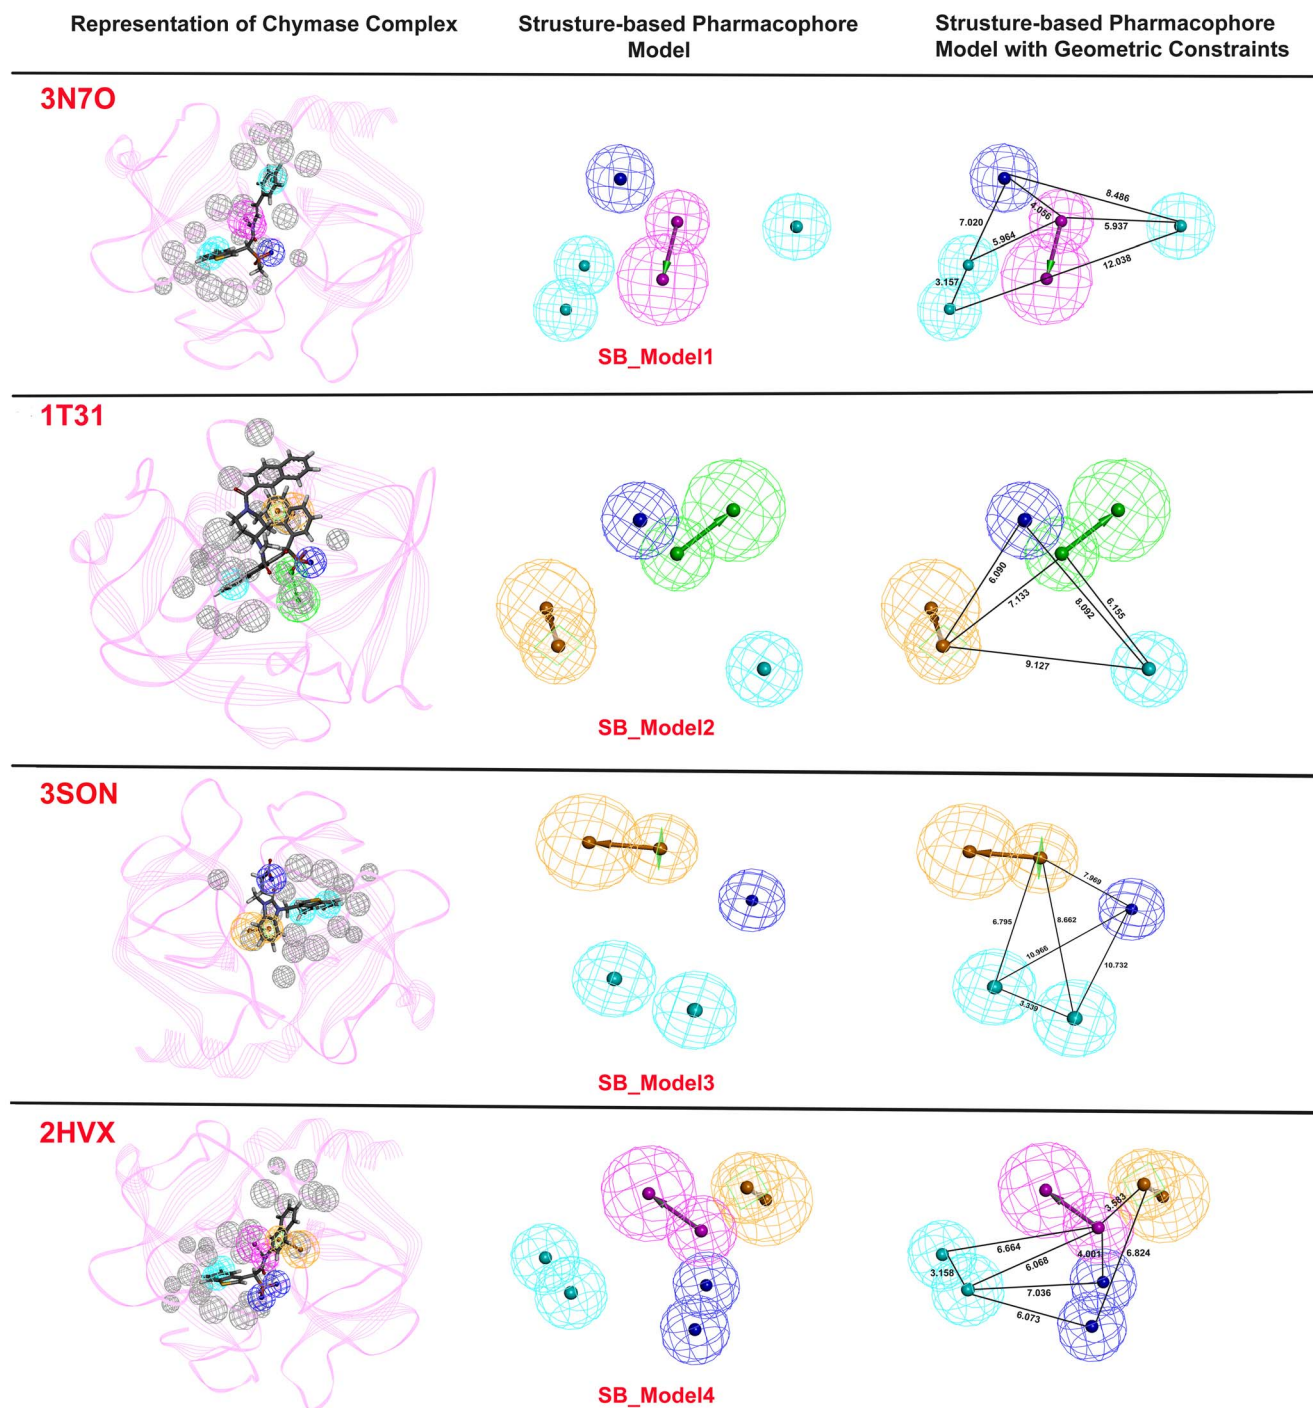 Representation of Chymase Complex
Strusture-based Pharmacophore
Model
Strusture-based Pharmacophore
Model with Geometric Constraints
3N7O
8.486
4.056
7.020
5.937
5.964
12.038
3.157
SB_Model1
1T31
6.090
7.133
6.155
8.092
9.127
SB_Model2
3SON
7.969
6.795
8.662
10.966
10.732
3.339
SB_Model3
2HVX
3.583
6.664
4.001
6.824
6.068
3.158
7.036
6.073
SB_Model4